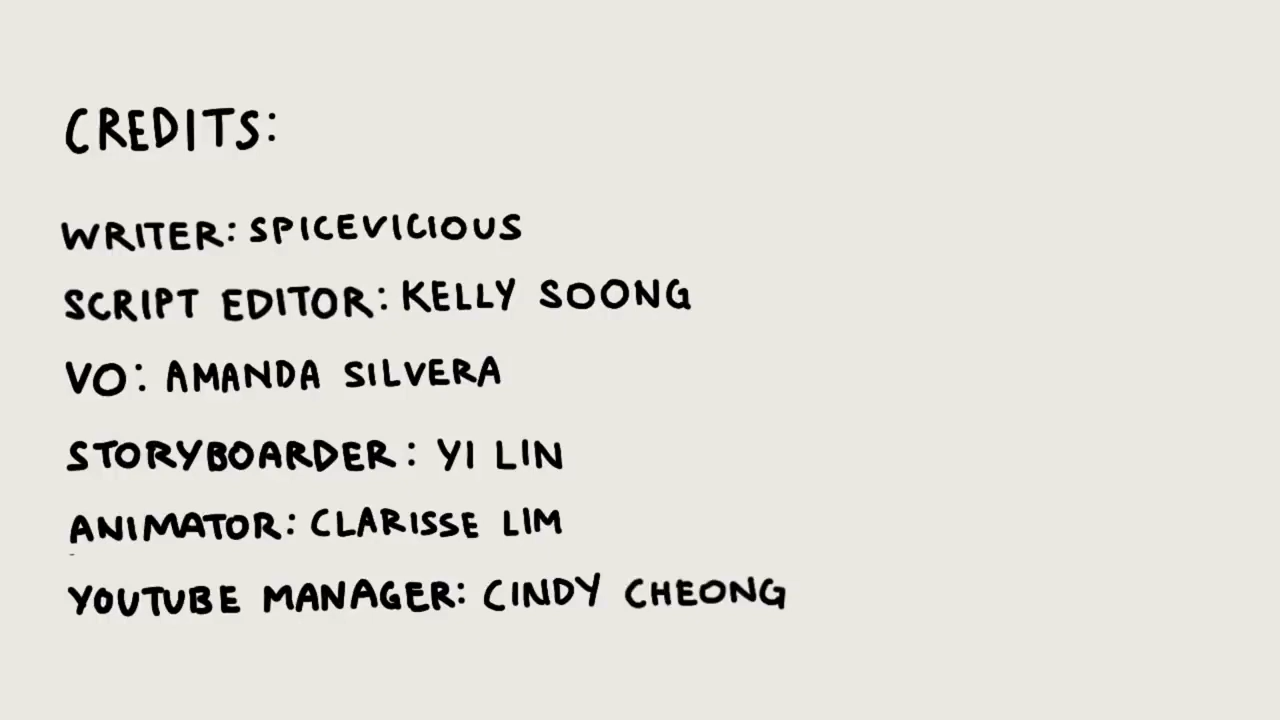 CREDITS:
WRITER: SPICEVICIOUS
SCRIPT EDITOR: KELLY SOONG
VO: AMANDA SILVERA
STORYBOARDER: YI LIN
ANIMATOR: CLARISSE LIM
YOUTUBE MANAGER: CINDY CHEONG